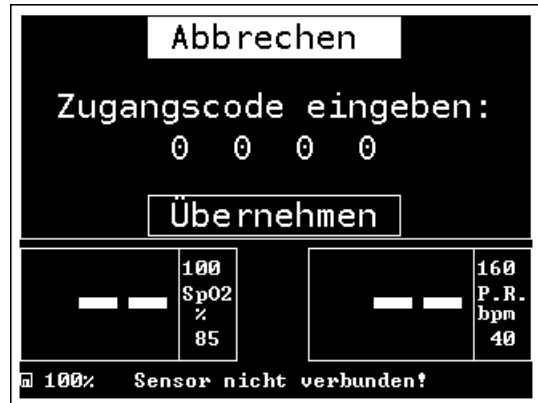 Abbrechen
Zugangscode eingeben:
0 0 0 0
Übernehmen
100
SpO2
%
85
160
P.R.
bpm
40
100% Sensor nicht verbunden!